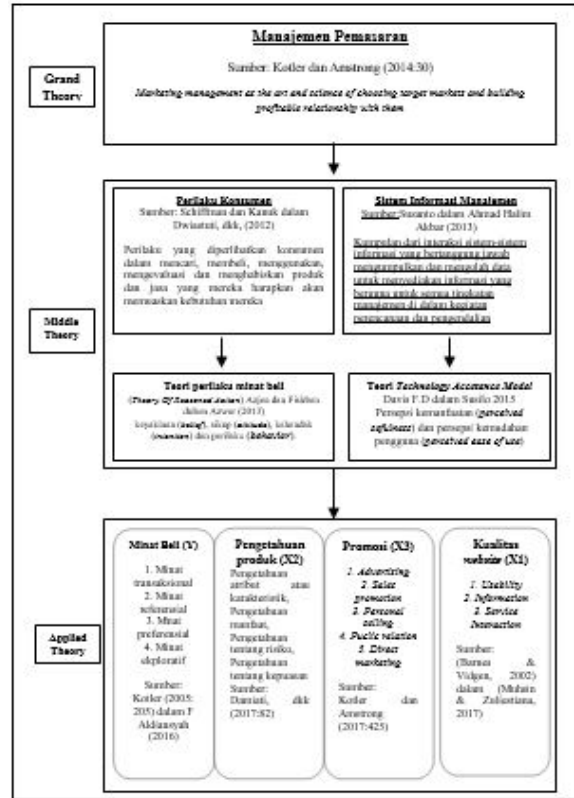 Manajemen Pemasaran
Sumber: Kotler dan Amstrong (2014:30)
Marketing management as the art and science of choosing target markets and building
profitable relationship with them
Grand
Theory
Perilaku Konsumen
Sumber: Schiffman dan Kanuk dalam
Dwiastuti, dkk, (2012)
Perilaku yang diperlihatkan konsumen
dalam mencari, membeli, menggunakan,
mengevaluasi dan menghabiskan produk
dan jasa yang mereka harapkan akan
memuaskan kebutuhan mereka
Sistem Informasi Manajemen
Sumber:Susanto dalam Ahmad Halim
Akbar (2013)
Kumpulan dari interaksi sistem-sistem
informasi yang bertanggung jawab
mengumpulkan dan mengolah data
untuk menyediakan informasi yang
berguna untuk semua tingkatan
manajemen di dalam kegiatan
perencanaan dan pengendalian
Middle
Theory
Teori perilaku minat beli
(Theory Of Reasoned Action) Azjen dan Fishben
dalam Azwar (2013)
keyakinan (belief), sikap (attitude), kehendak
(intention) dan perilaku (behavior).
Teori Technology Acceptance Model
Davis F.D dalam Susilo 2015
Persepsi kemanfaatan (perceived
usefulness) dan persepsi kemudahan
pengguna (perceived ease of use)
Applied
Theory
Minat Beli (Y)
1. Minat
transaksional
2. Minat
referensial
3. Minat
preferensial
4. Minat
eksploratif
Sumber:
Kotler (2005:
205) dalam F
Aldiansyah
(2016)
Pengetahuan
produk (X2)
Pengetahuan
atribut atau
karakteristik,
Pengetahuan
manfaat,
Pengetahuan
tentang risiko,
Pengetahuan
tentang kepuasan
Sumber:
Damiati, dkk
(2017:82)
Promosi (X3)
1. Advertising
2. Sales
promotion
3. Personal
selling
4. Public relation
5. Direct
marketing
Sumber:
Kotler dan
Amstrong
(2017:425)
Kualitas
website (X1)
1. Usability
2. Information
3. Service
Interaction
Sumber:
(Barnes &
Vidgen, 2002)
dalam (Muhsin
& Zuliestiana,
2017)